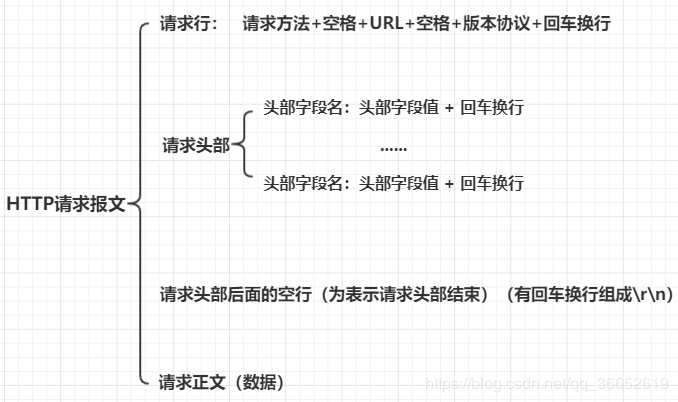 请求行： 请求方法+空格+URL+空格+版本协议+回车换行
头部字段名：头部字段值 + 回车换行
请求头部
......
头部字段名：头部字段值 + 回车换行
HTTP请求报文
请求头部后面的空行（为表示请求头部结束）（有回车换行组成\r\n）
请求正文（数据）
https://blog.csdn.net/qq_36652619